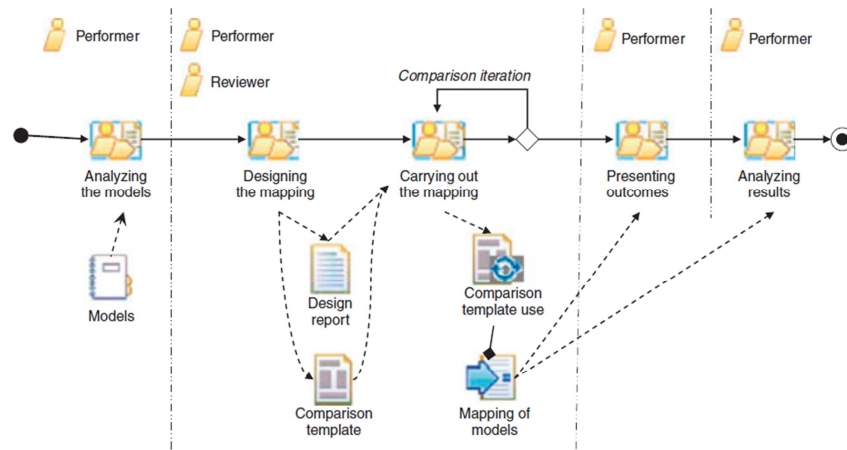 Performer
Performer
Reviewer
Performer
Performer
Comparison iteration
Analyzing
the models
Designing
the mapping
Carrying out
the mapping
Presenting
outcomes
Analyzing
results
Models
Design
report
Comparison
template
Comparison
template use
Mapping of
models